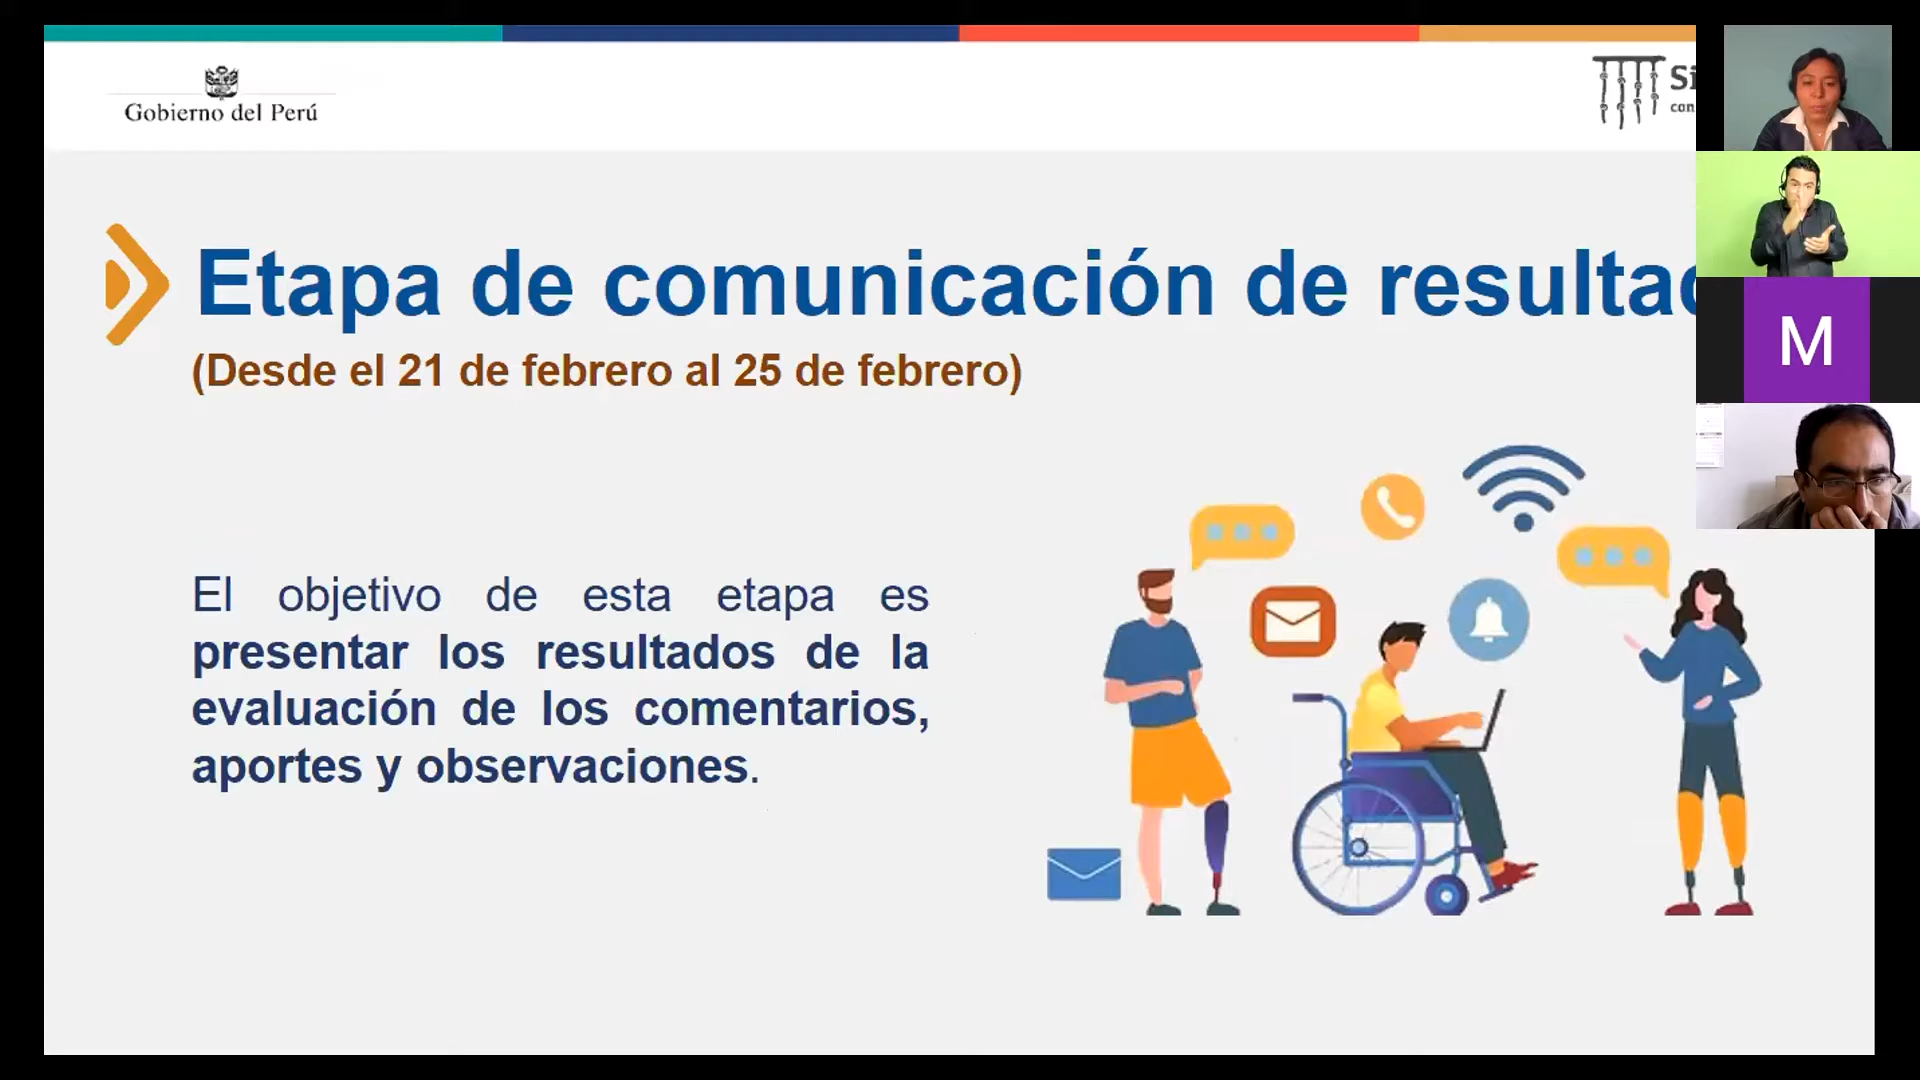 Gobierno del Perú
Etapa de comunicación de
(Desde el 21 de febrero al 25 de febrero)
El objetivo de esta etapa es
presentar los resultados de la
evaluación de los comentarios,
aportes y observaciones.
M